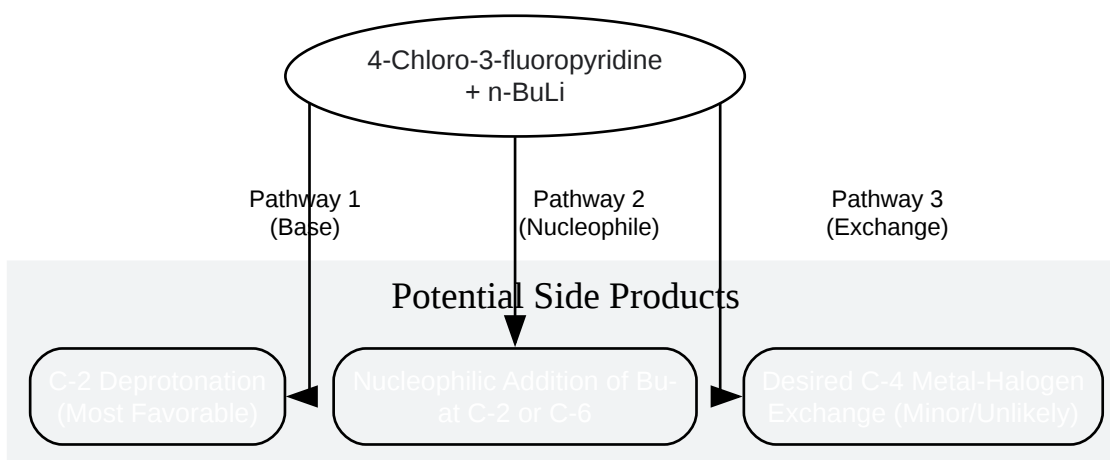 4-Chloro-3-fluoropyridine
+ n-BuLi
Pathway 1
(Base)
Pathway 2
(Nucleophile)
Pathway 3
(Exchange)
Potential Side Products
C-2 Deprotonation
(Most Favorable)
Nucleophilic Addition of Bu-
at C-2 or C-6
Desired C-4 Metal-Halogen
Exchange (Minor/Unlikely)